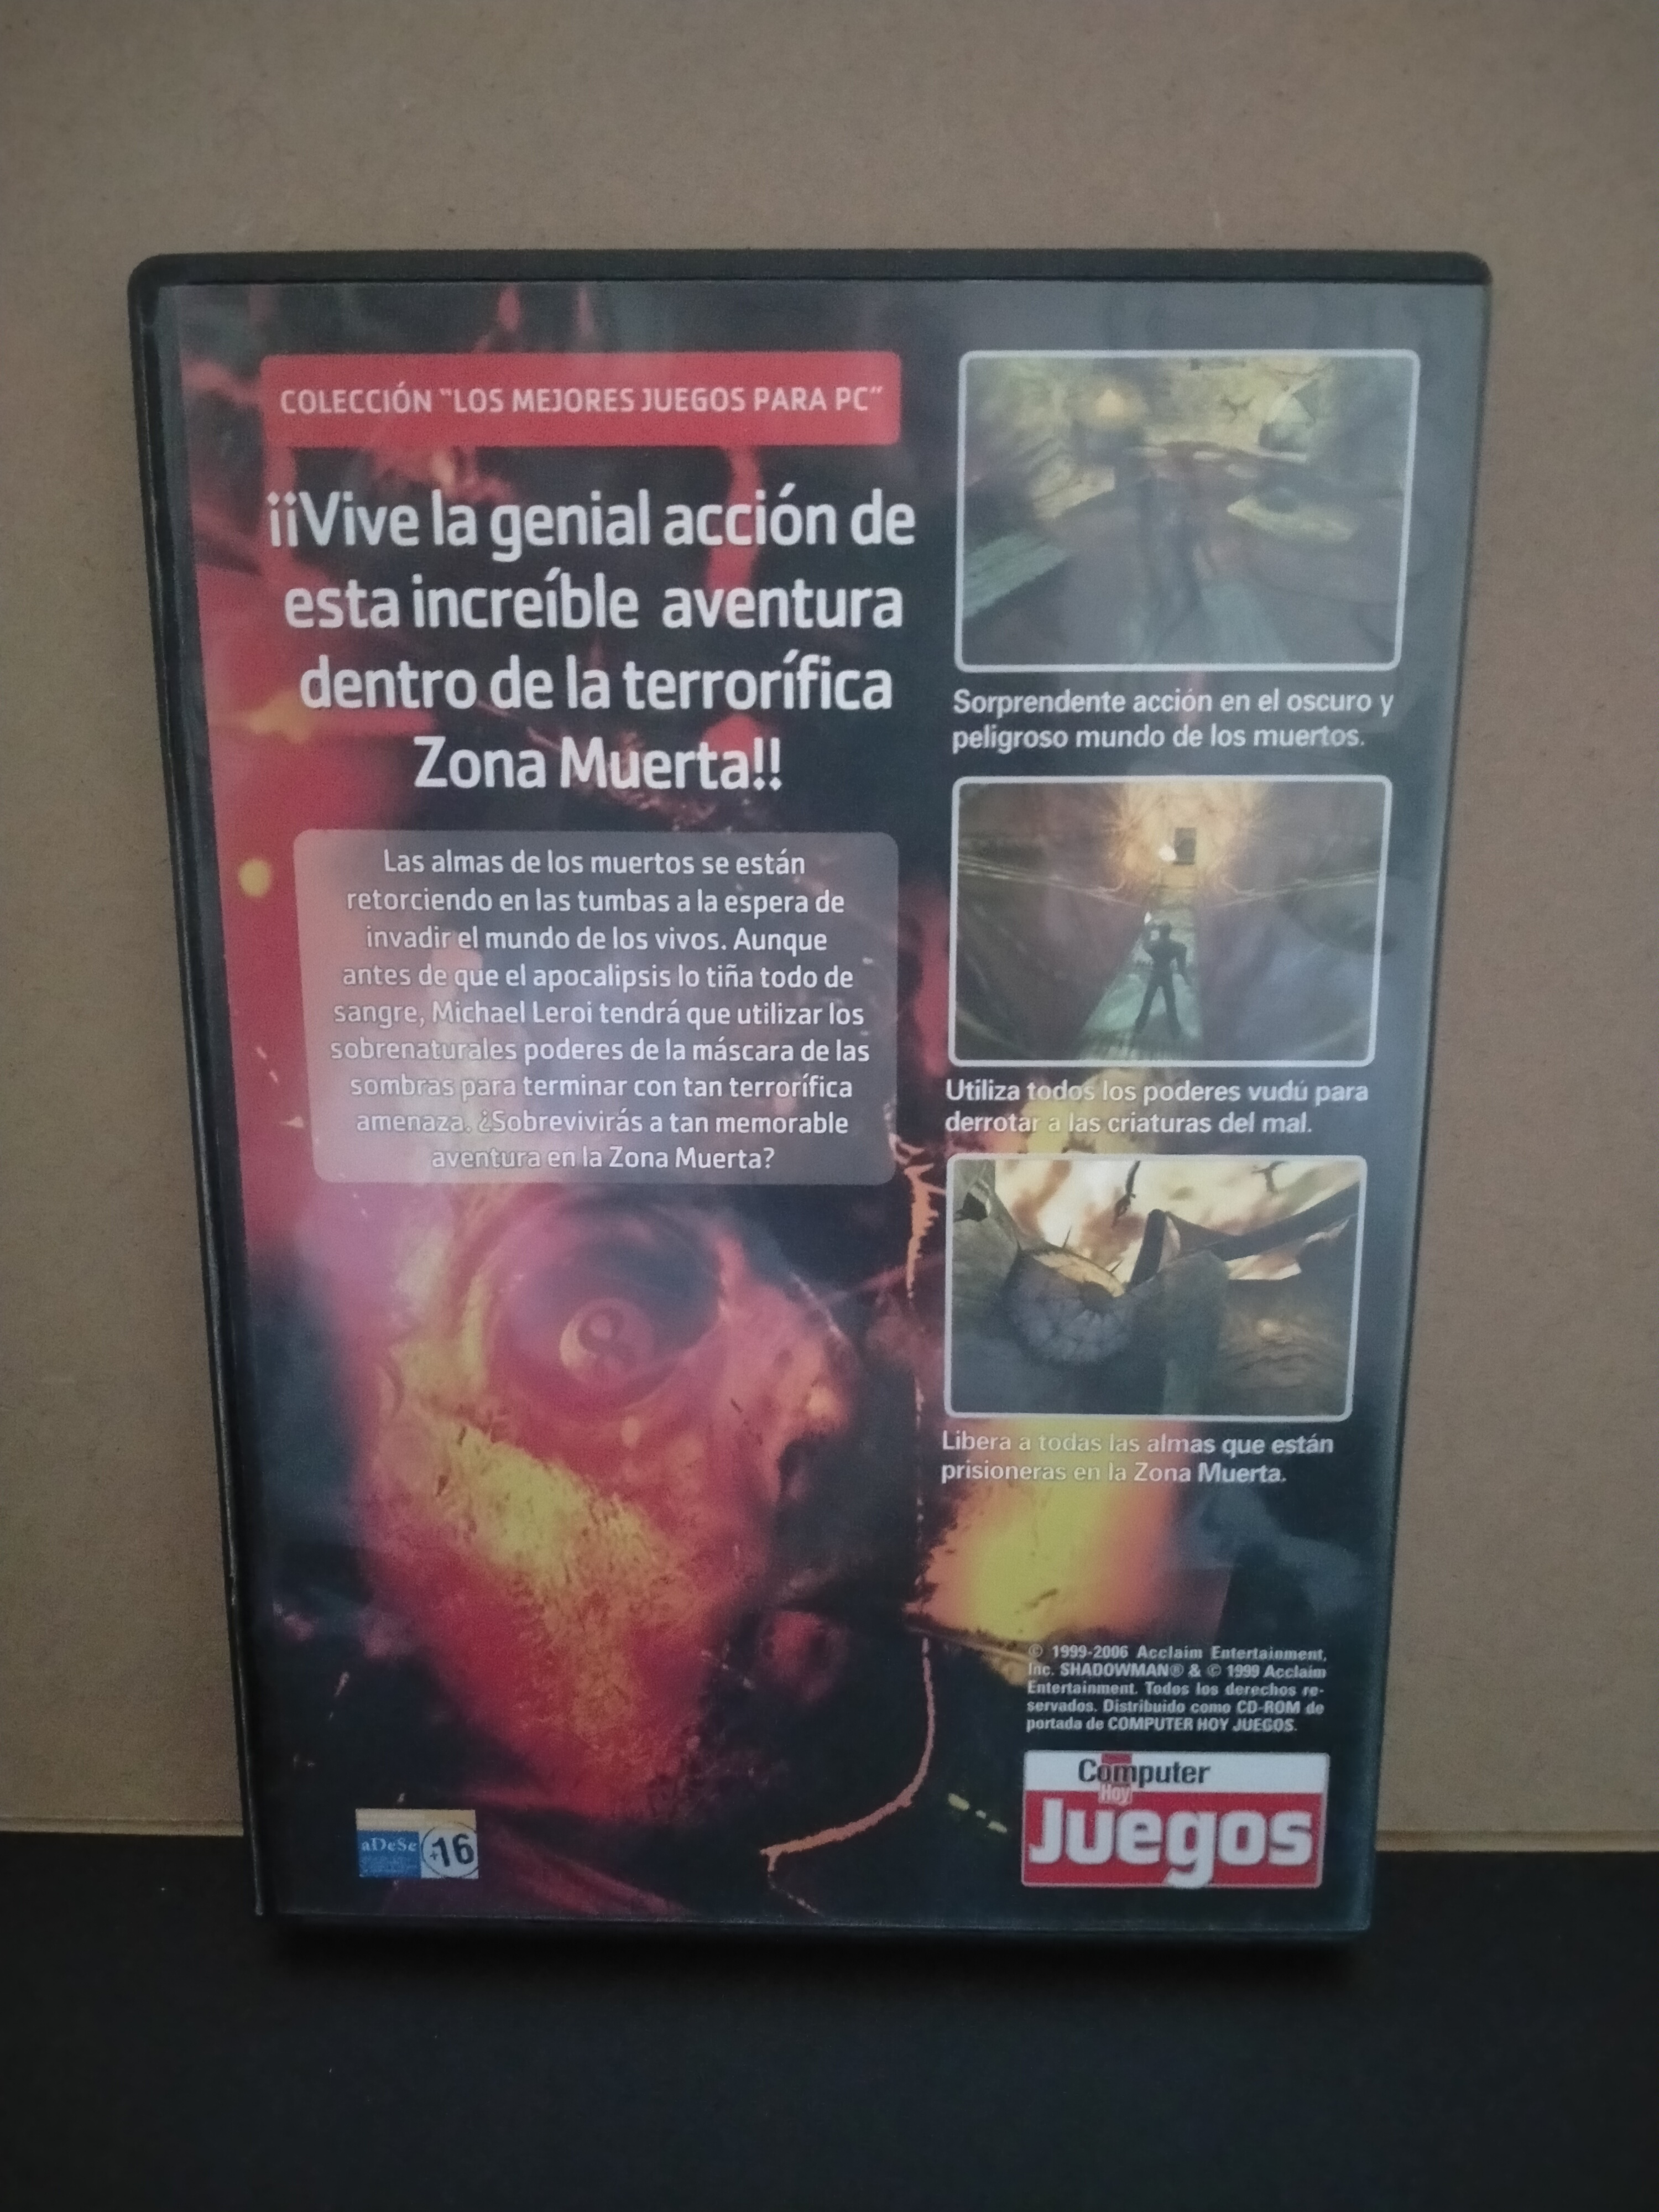 COLECCIÓN "LOS MEJORES JUEGOS PARA PC"
¡¡Vive la genial acción de
esta increíble aventura
dentro de la terrorífica
Zona Muerta!!
Las almas de los muertos se están
retorciendo en las tumbas a la espera de
invadir el mundo de los vivos. Aunque
antes de que el apocalipsis lo tiña todo de
sangre, Michael Leroi tendrá que utilizar los
sobrenaturales poderes de la máscara de las
sombras para terminar con tan terrorífica
amenaza. ¿Sobrevivirás a tan memorable
aventura en la Zona Muerta?
Sorprendente acción en el oscuro y
peligroso mundo de los muertos.
Utiliza todos los poderes vudú para
derrotar a las criaturas del mal.
Libera a todas las almas que están
prisioneras en la Zona Muerta.
© 1999-2006 Acclaim Entertainment,
Inc. SHADOWMAN® & © 1999 Acclaim
Entertainment. Todos los derechos re-
servados. Distribuido como CD-ROM de
portada de COMPUTER HOY JUEGOS.
Computer
Hoy
Juegos
aDeSe +16